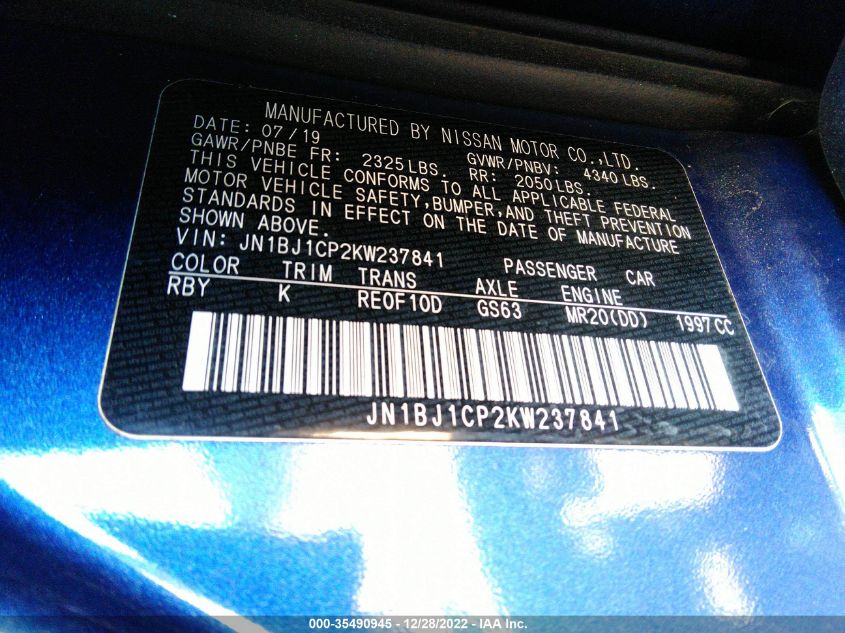 MANUFACTURED BY NISSAN MOTOR CO.,LTD.
DATE: 07/19 GVWR/PNBV: 4340 LBS.
GAWR/PNBE FR: 2325 LBS. RR: 2050 LBS.
THIS VEHICLE CONFORMS TO ALL APPLICABLE FEDERAL
MOTOR VEHICLE SAFETY, BUMPER, AND THEFT PREVENTION
STANDARDS IN EFFECT ON THE DATE OF MANUFACTURE
SHOWN ABOVE.
VIN: JN1BJ1CP2KW237841 PASSENGER CAR
COLOR TRIM TRANS AXLE ENGINE
RBY K RE0F10D GS63 MR20(DD) 1997CC
JN1BJ1CP2KW237841
000-35490945 - 12/28/2022 - IAA Inc.